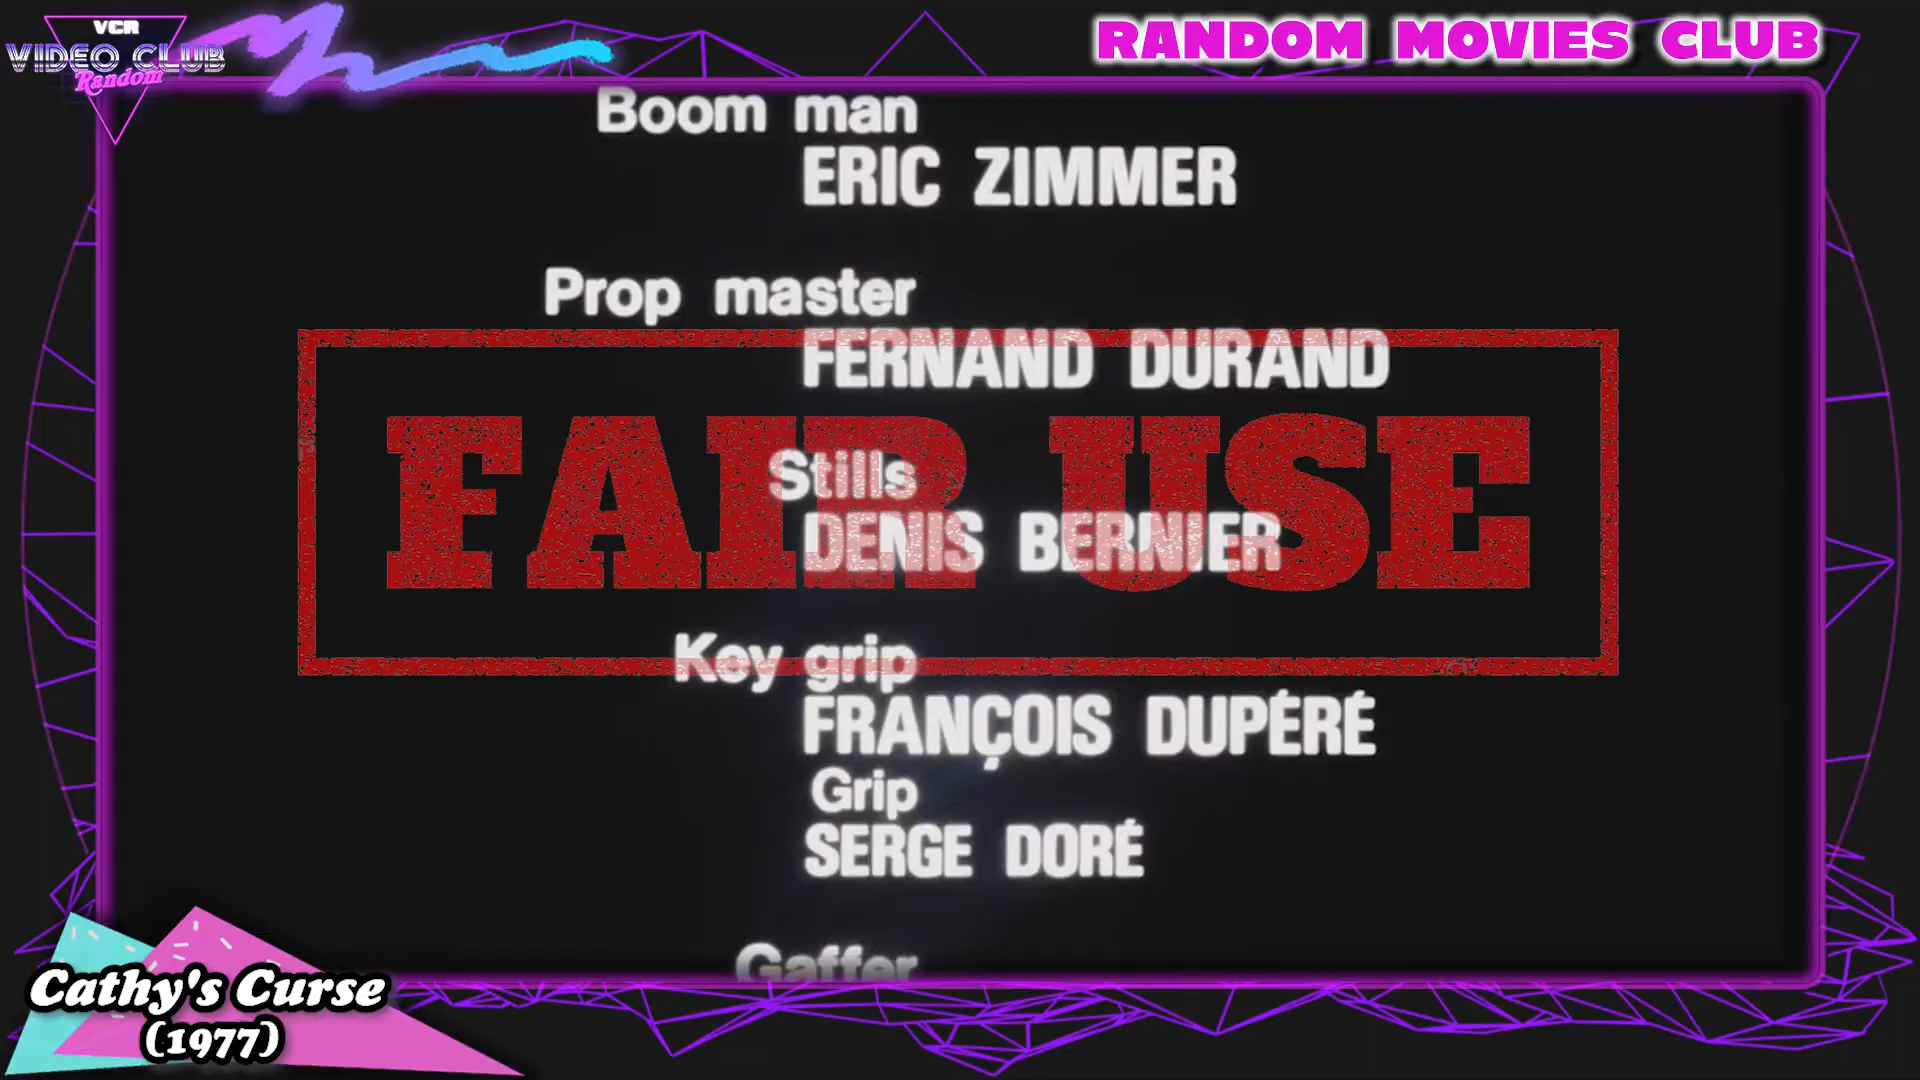 VCR
VIDEO CLUB
Random
RANDOM MOVIES CLUB
Boom man
ERIC ZIMMER
Prop master
FERNAND DURAND
FAIR USE
Stills
DENIS BERNIER
Key grip
FRANÇOIS DUPÉRÉ
Grip
SERGE DORÉ
Gaffer
Cathy's Curse
(1977)